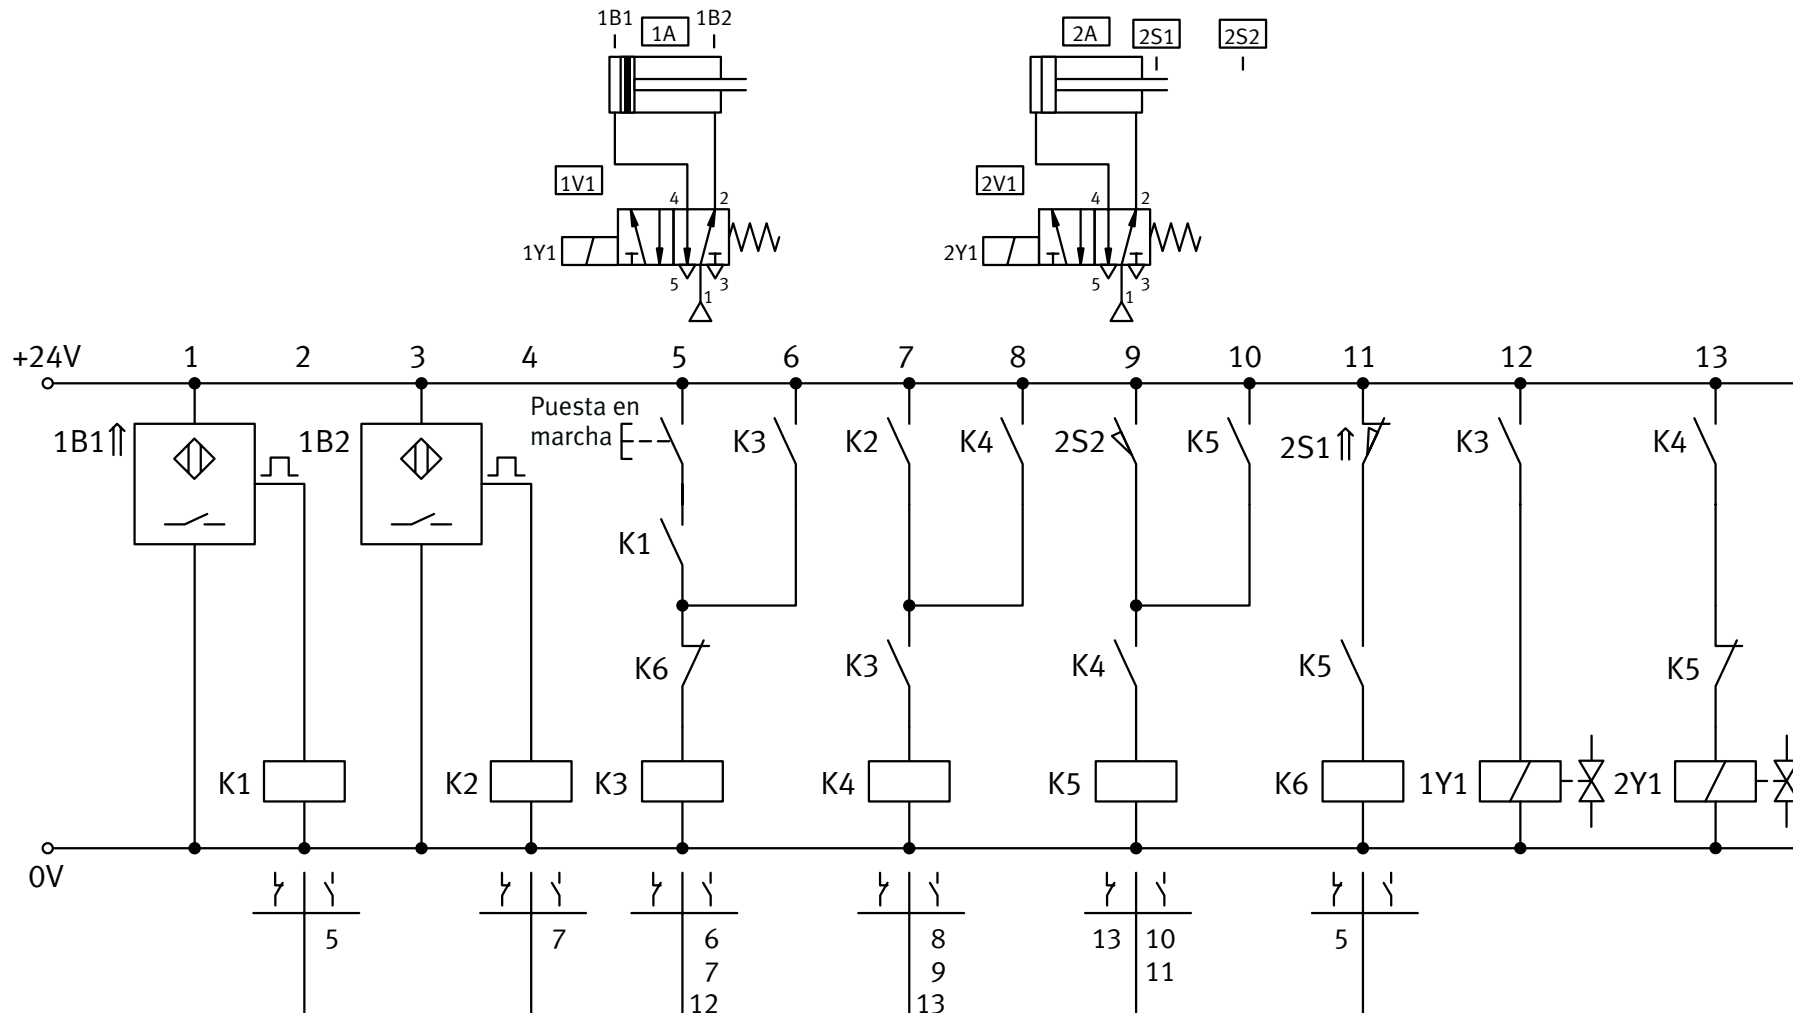 1B1 1A 1B2 2A 2S1 2S2
1V1 2V1
4 2 4 2
1Y1 2Y1
5 3 5 3
1 1
+24V 1 2 3 4 5 6 7 8 9 10 11 12 13
Puesta en
marcha
1B1 1B2 K3 K2 K4 2S2 K5 2S1 K3 K4
K1
K6 K3 K4 K5 K5
K1 K2 K3 K4 K5 K6 1Y1 2Y1
0V
5 7 6 8 13 10 5
7 9 11
12 13